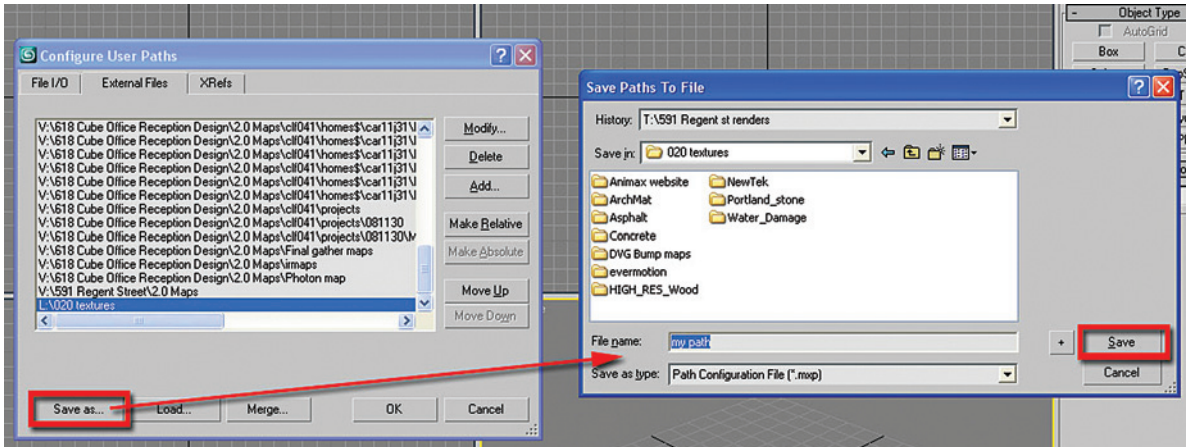 Configure User Paths
File I/O External Files XRefs
V:\618 Cube Office Reception Design\2.0 Maps\clf041\homes$\car11j31\
V:\618 Cube Office Reception Design\2.0 Maps\clf041\homes$\car11j31\
V:\618 Cube Office Reception Design\2.0 Maps\clf041\homes$\car11j31\
V:\618 Cube Office Reception Design\2.0 Maps\clf041\homes$\car11j31\
V:\618 Cube Office Reception Design\2.0 Maps\clf041\homes$\car11j31\
V:\618 Cube Office Reception Design\2.0 Maps\clf041\homes$\car11j31\
V:\618 Cube Office Reception Design\2.0 Maps\clf041\projects
V:\618 Cube Office Reception Design\2.0 Maps\clf041\projects\081130
V:\618 Cube Office Reception Design\2.0 Maps\clf041\projects\081130\
V:\618 Cube Office Reception Design\2.0 Maps\Final gather maps
V:\618 Cube Office Reception Design\2.0 Maps\irmaps
V:\618 Cube Office Reception Design\2.0 Maps\Photon map
V:\591 Regent Street\2.0 Maps
L:\020 textures
Modify...
Delete
Add...
Make Relative
Make Absolute
Move Up
Move Down
Save as... Load... Merge... OK Cancel
Save Paths To File
History: T:\591 Regent st renders
Save in: 020 textures
Animax website NewTek
ArchMat Portland_stone
Asphalt Water_Damage
Concrete
DVG Bump maps
evermotion
HIGH_RES_Wood
File name: my path + Save
Save as type: Path Configuration File (*.mxp) Cancel
- Object Type
AutoGrid
Box